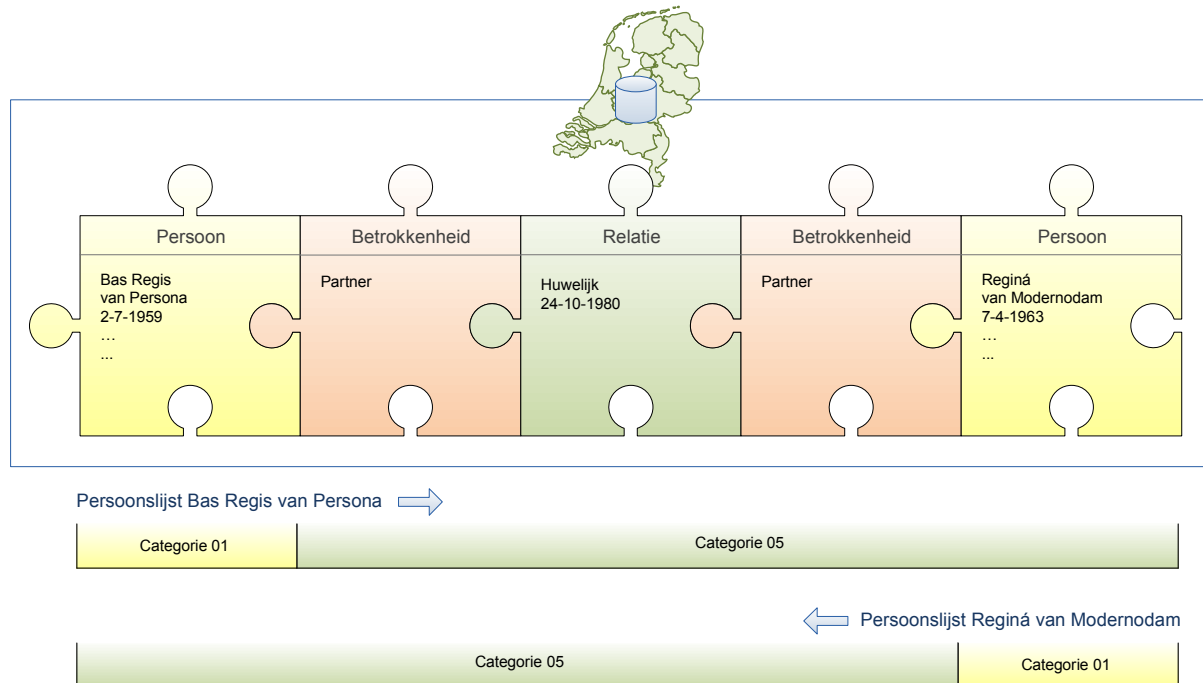 Persoon
Betrokkenheid
Relatie
Betrokkenheid
Persoon
Bas Regis
van Persona
2-7-1959
…
...
Partner
Huwelijk
24-10-1980
Partner
Reginá
van Modernodam
7-4-1963
…
...
Persoonslijst Bas Regis van Persona
Categorie 01
Categorie 05
Persoonslijst Reginá van Modernodam
Categorie 05
Categorie 01